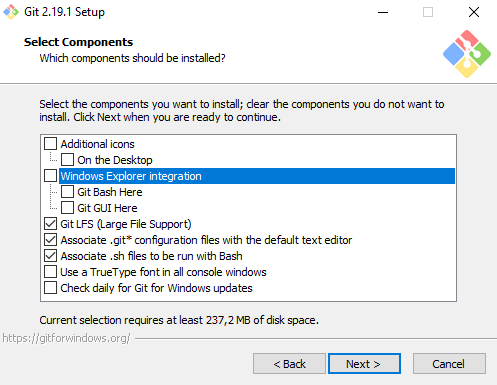 Git 2.19.1 Setup
Select Components
Which components should be installed?
Select the components you want to install; clear the components you do not want to
install. Click Next when you are ready to continue.
Additional icons
On the Desktop
Windows Explorer integration
Git Bash Here
Git GUI Here
Git LFS (Large File Support)
Associate .git* configuration files with the default text editor
Associate .sh files to be run with Bash
Use a TrueType font in all console windows
Check daily for Git for Windows updates
Current selection requires at least 237,2 MB of disk space.
https://gitforwindows.org/
< Back
Next >
Cancel